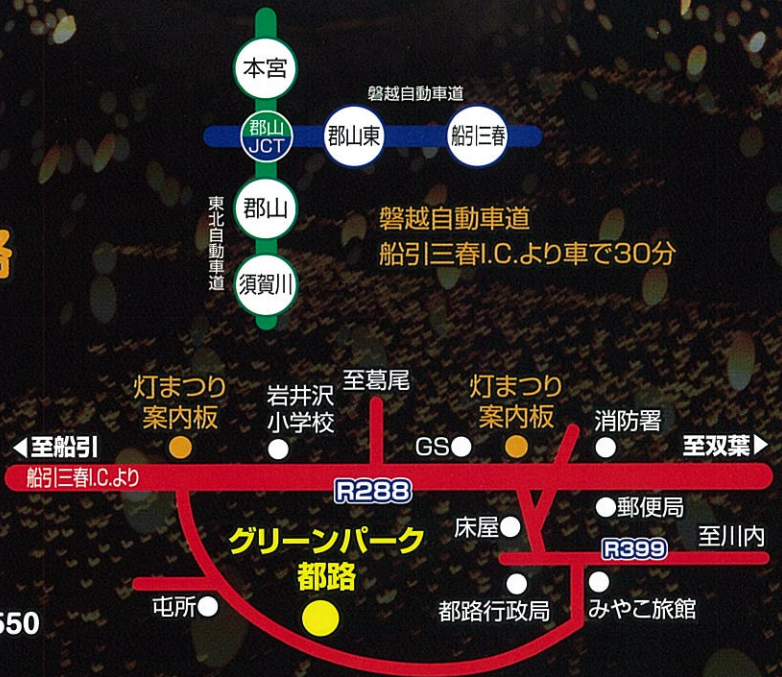 本宮
磐越自動車道
郡山
JCT
郡山東
船引三春
東北自動車道
郡山
須賀川
磐越自動車道
船引三春I.C.より車で30分
路
灯まつり
案内板
岩井沢
小学校
至葛尾
灯まつり
案内板
消防署
GS
◀至船引
至双葉▶
船引三春I.C.より
R288
郵便局
床屋
グリーンパーク
都路
R399
至川内
屯所
都路行政局
みやこ旅館
550